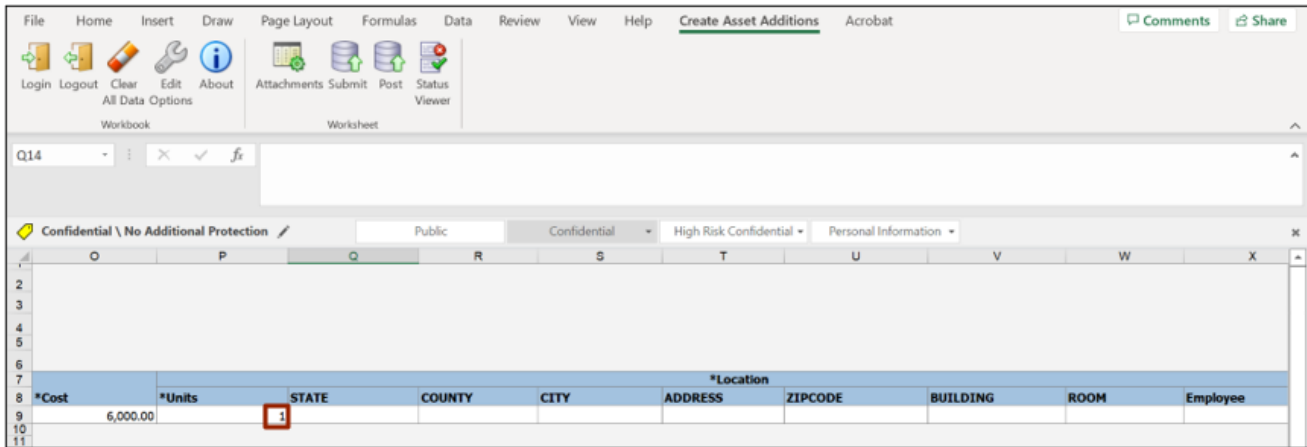 File Home Insert Draw Page Layout Formulas Data Review View Help Create Asset Additions Acrobat Comments Share
Login Logout Clear All Data Edit Options About Attachments Submit Post Status Viewer
Workbook Worksheet
Q14 fx
Confidential \ No Additional Protection Public Confidential High Risk Confidential Personal Information
O P Q R S T U V W X
2
3
4
5
6
7 *Location
8 *Cost *Units STATE COUNTY CITY ADDRESS ZIPCODE BUILDING ROOM Employee
9 6,000.00 1
10
11